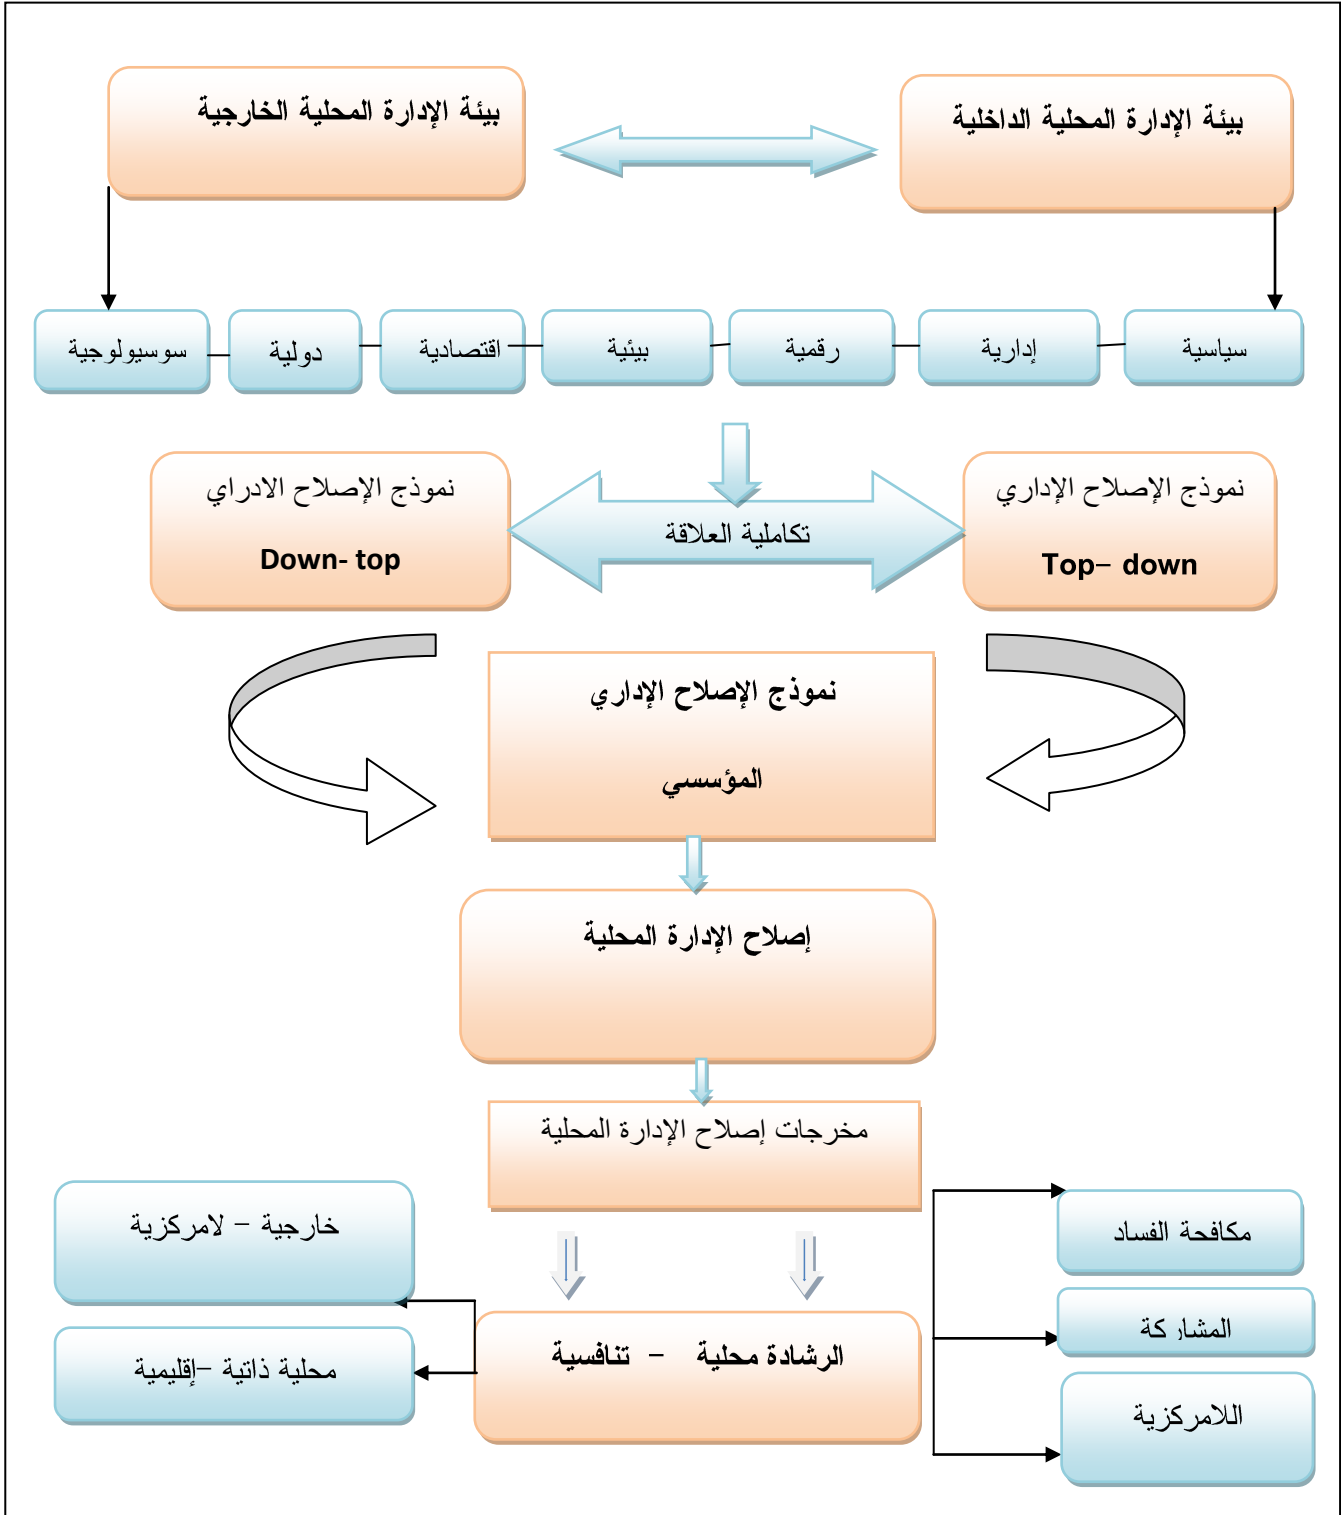 بيئة الإدارة المحلية الداخلية
بيئة الإدارة المحلية الخارجية
سياسية
إدارية
رقمية
بيئية
اقتصادية
دولية
سوسيولوجية
نموذج الإصلاح الإداري
Top– down
تكاملية العلاقة
نموذج الإصلاح الادراي
Down- top
نموذج الإصلاح الإداري
المؤسسي
إصلاح الإدارة المحلية
مخرجات إصلاح الإدارة المحلية
مكافحة الفساد
المشاركة
اللامركزية
خارجية – لامركزية
الرشادة محلية – تنافسية
محلية ذاتية –إقليمية